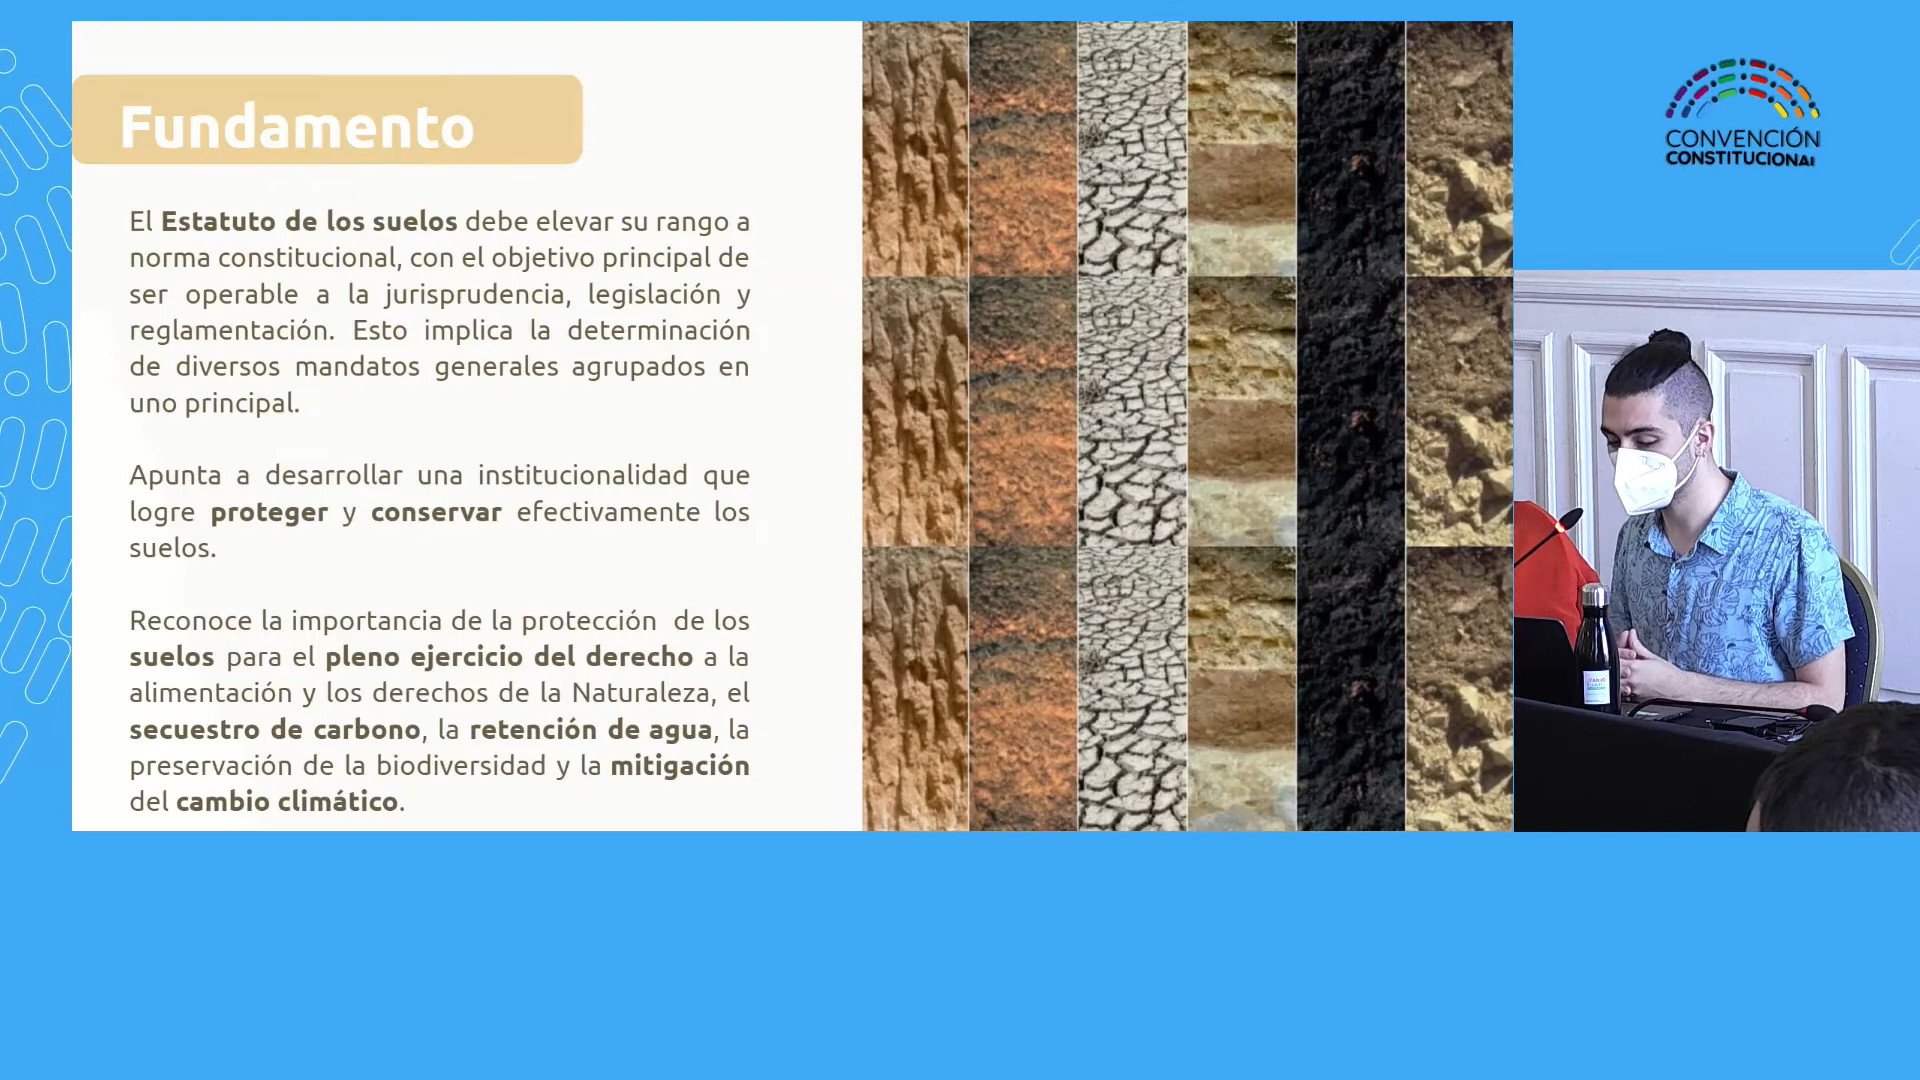 Fundamento
El Estatuto de los suelos debe elevar su rango a
norma constitucional, con el objetivo principal de
ser operable a la jurisprudencia, legislación y
reglamentación. Esto implica la determinación
de diversos mandatos generales agrupados en
uno principal.
Apunta a desarrollar una institucionalidad que
logre proteger y conservar efectivamente los
suelos.
Reconoce la importancia de la protección de los
suelos para el pleno ejercicio del derecho a la
alimentación y los derechos de la Naturaleza, el
secuestro de carbono, la retención de agua, la
preservación de la biodiversidad y la mitigación
del cambio climático.
CONVENCIÓN
CONSTITUCIONAL